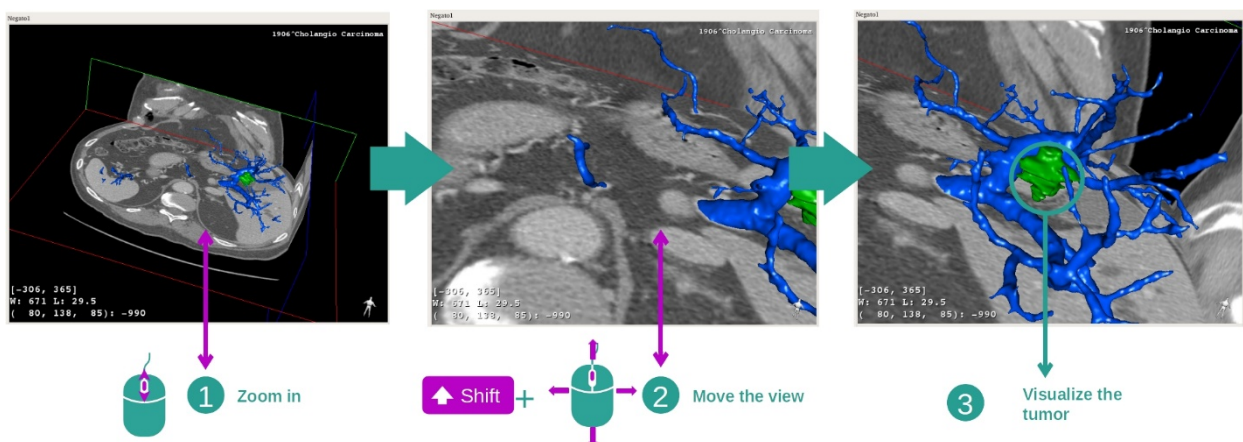 Negato1
1906^Cholangio Carcinoma
[-306, 365]
W: 671 L: 29.5
( 80, 138, 85): -990
Negato1
1906^Cholangio Carcinoma
[-306, 365]
W: 671 L: 29.5
( 80, 138, 85): -990
Negato1
1906^Cholangio Carcinoma
[-306, 365]
W: 671 L: 29.5
( 80, 138, 85): -990
1 Zoom in
Shift + 2 Move the view
3 Visualize the
tumor